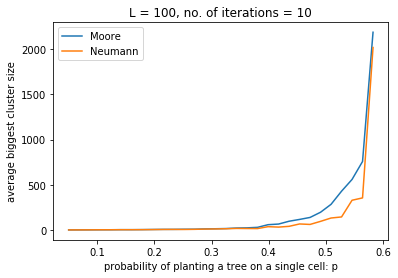 L = 100, no. of iterations = 10
Moore
Neumann
average biggest cluster size
2000
1500
1000
500
0
0.1 0.2 0.3 0.4 0.5 0.6
probability of planting a tree on a single cell: p